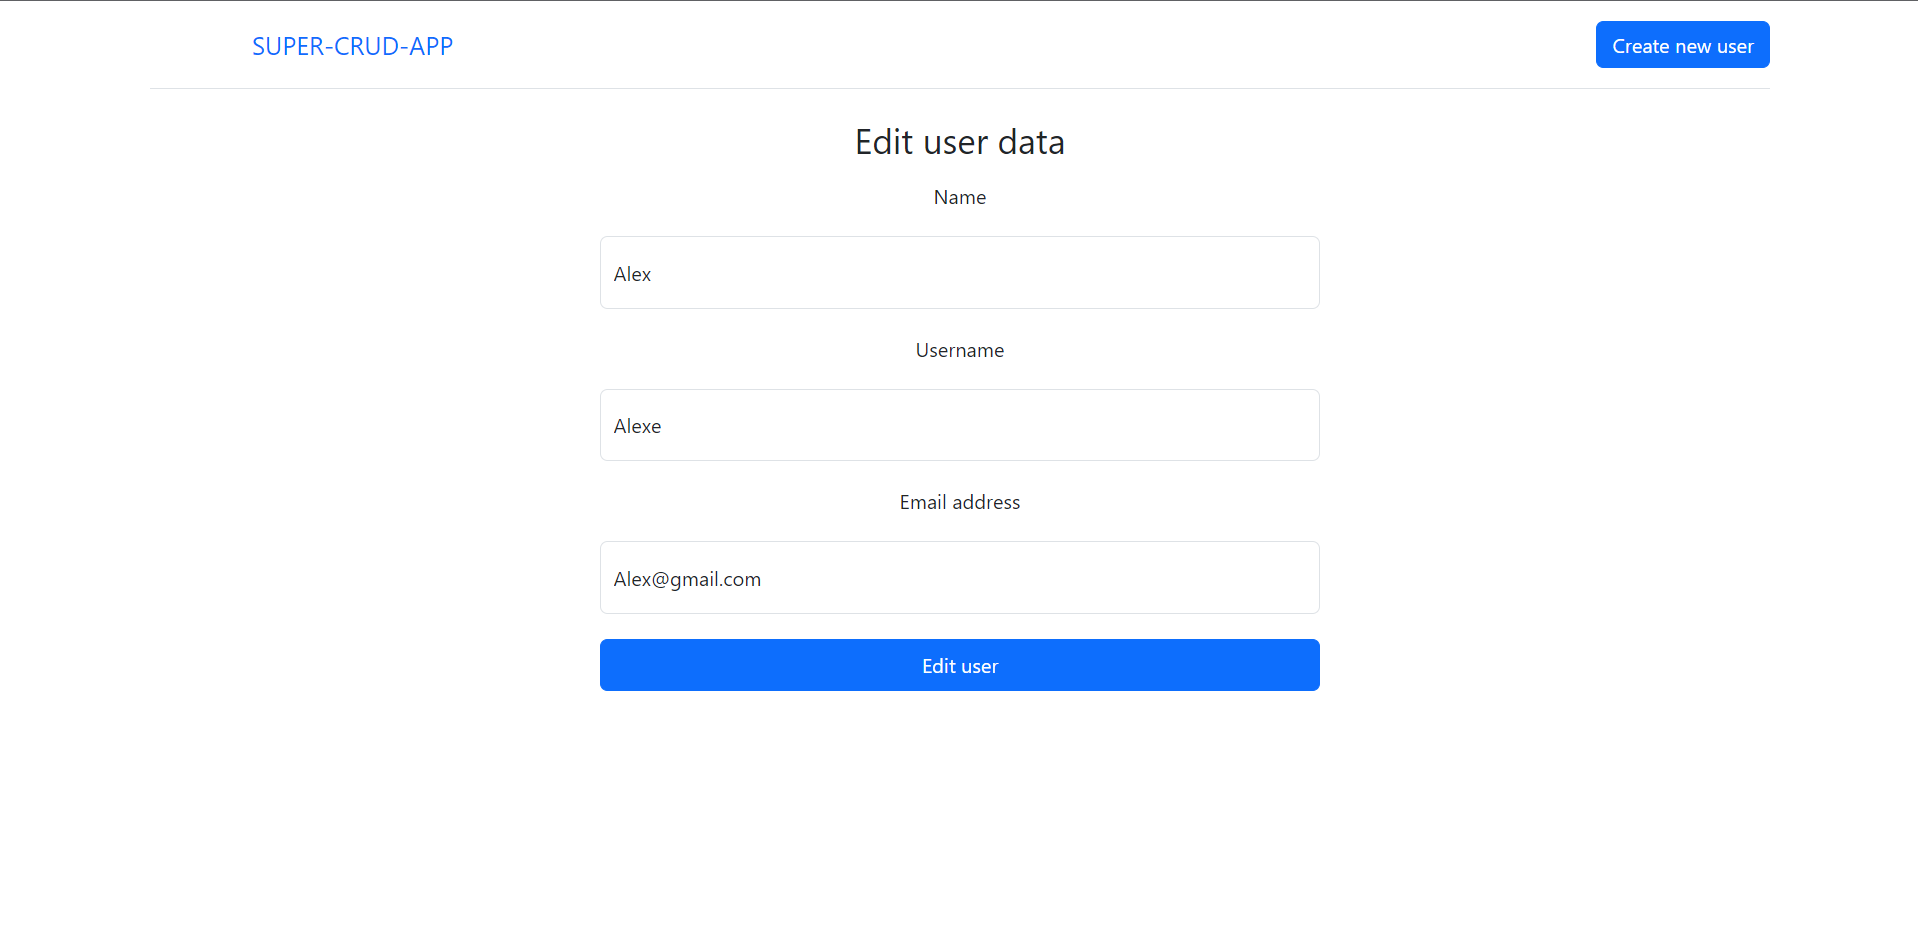 SUPER-CRUD-APP
Create new user
Edit user data
Name
Alex
Username
Alexe
Email address
Alex@gmail.com
Edit user